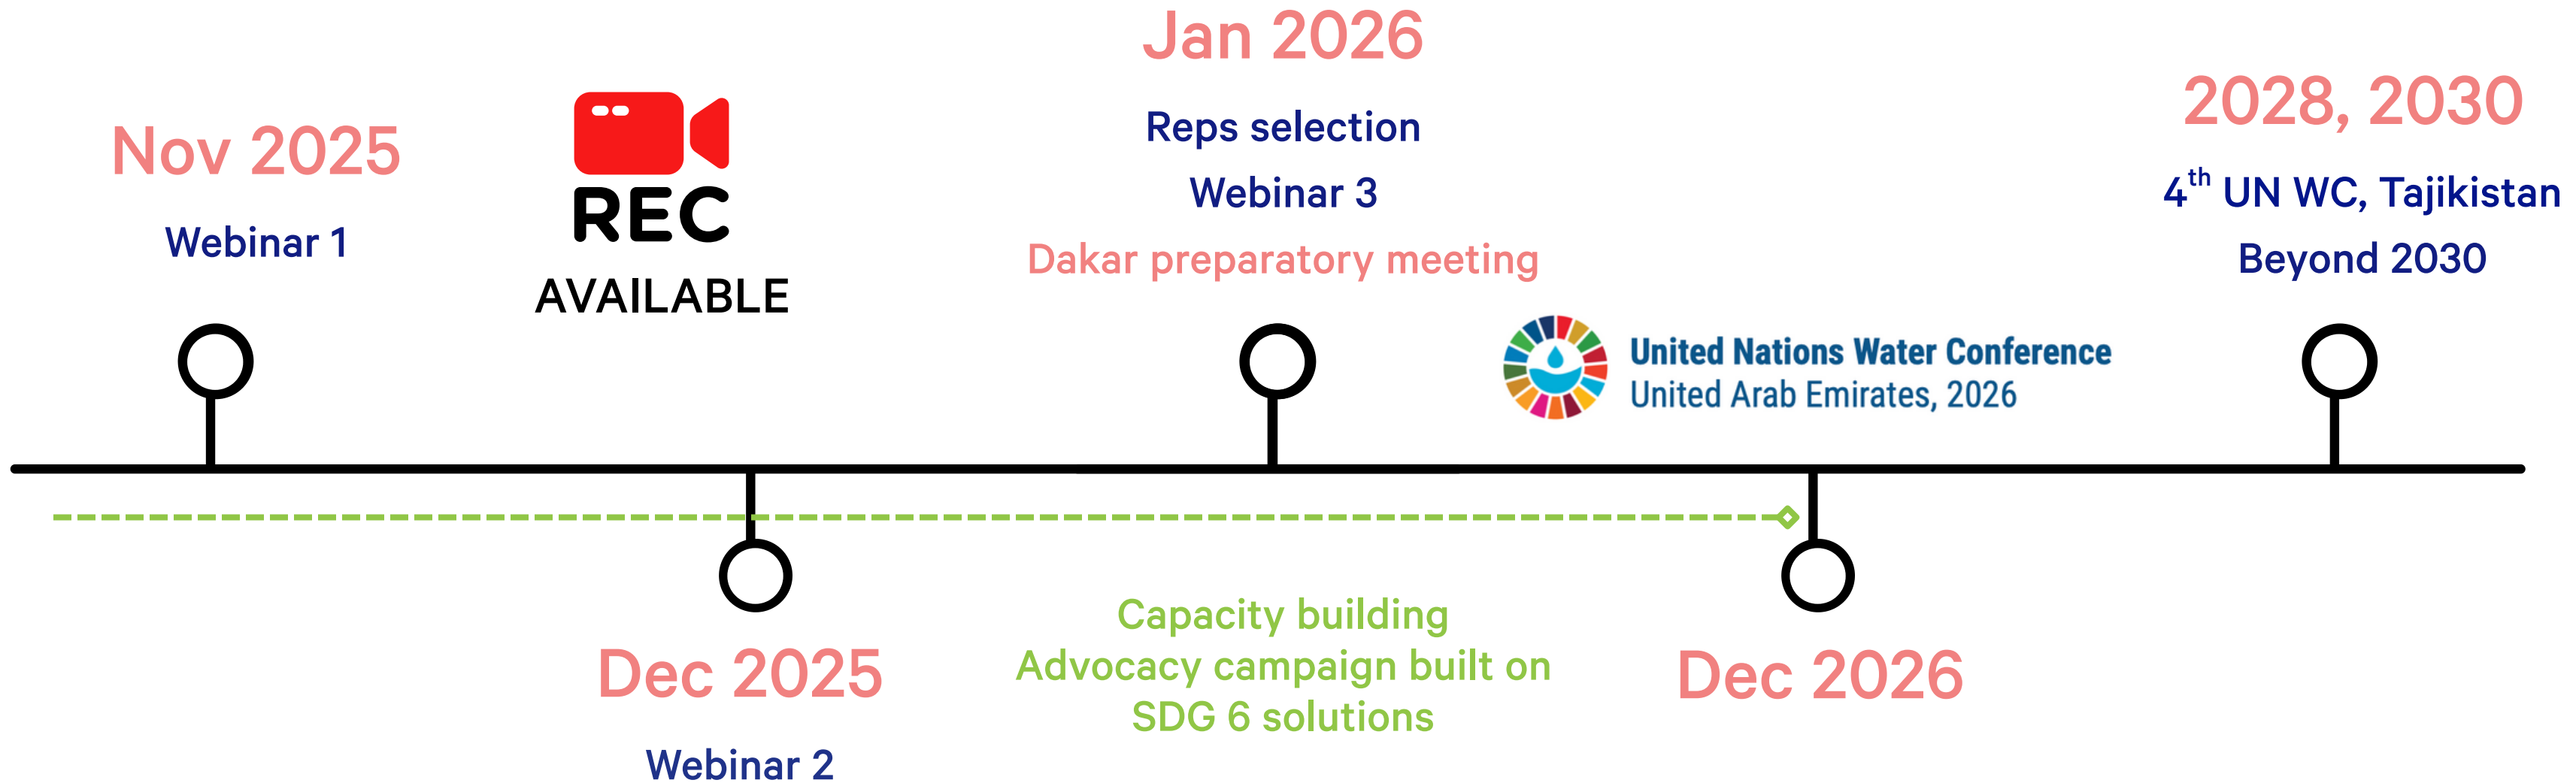 Nov 2025
Webinar 1
REC
AVAILABLE
Dec 2025
Webinar 2
Jan 2026
Reps selection
Webinar 3
Dakar preparatory meeting
Capacity building
Advocacy campaign built on
SDG 6 solutions
United Nations Water Conference
United Arab Emirates, 2026
Dec 2026
2028, 2030
4th UN WC, Tajikistan
Beyond 2030